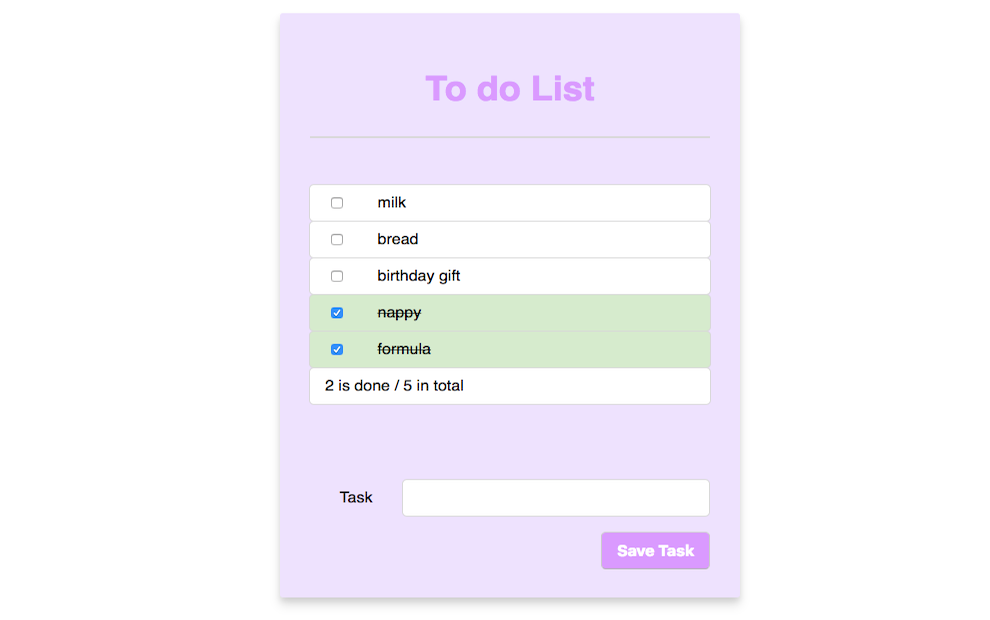 To do List
milk
bread
birthday gift
nappy
formula
2 is done / 5 in total
Task
Save Task